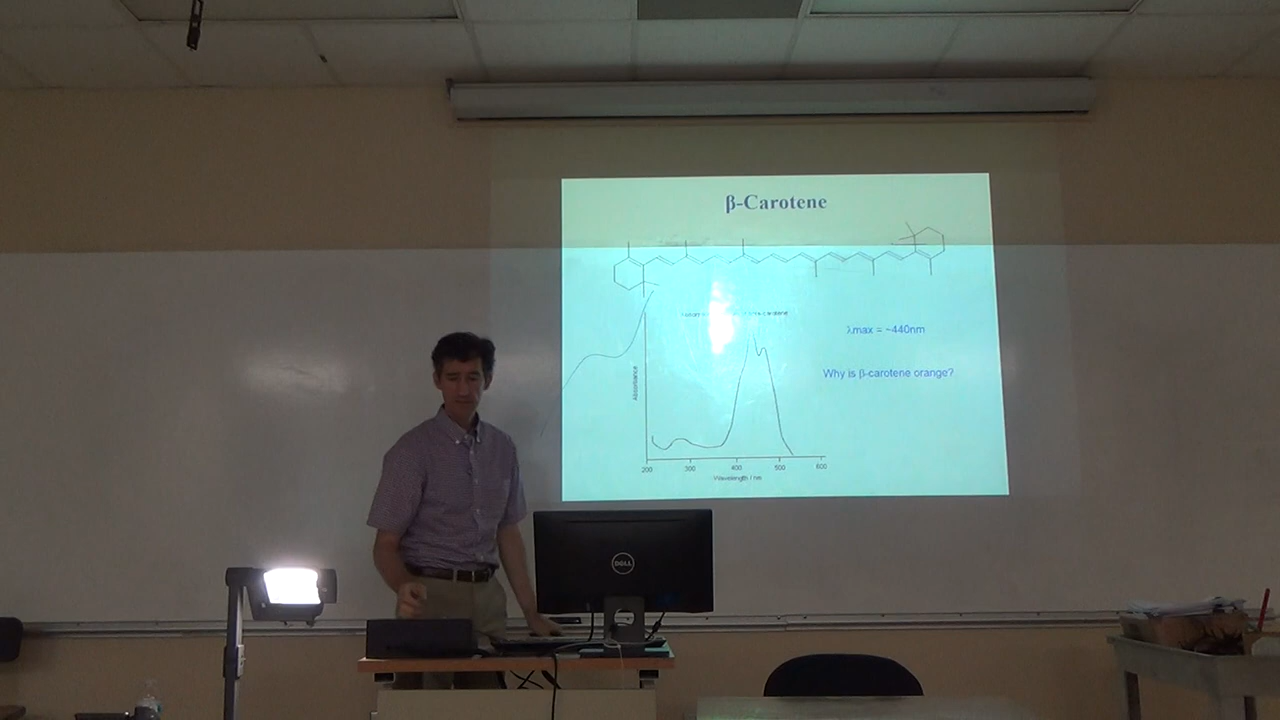 β-Carotene
λmax = ~440nm
Why is β-carotene orange?
Absorbance
200 300 400 500 600
Wavelength / nm
DELL